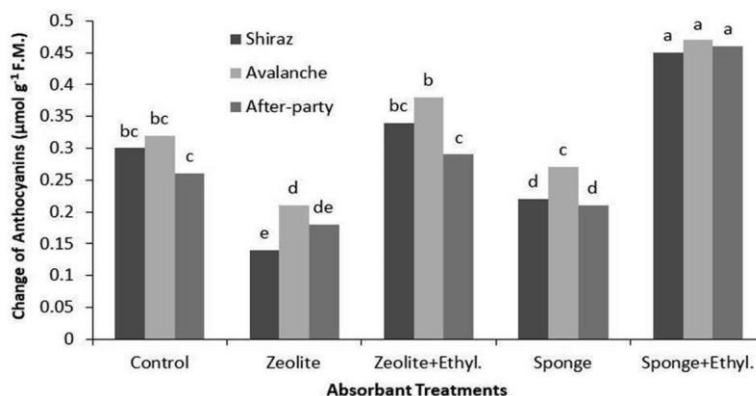 Change of Anthocyanins (µmol g⁻¹ F.M.)
0.5
0.45
0.4
0.35
0.3
0.25
0.2
0.15
0.1
0.05
0
Shiraz
Avalanche
After-party
bc bc c
e d de
bc b c
d c d
a a a
Control Zeolite Zeolite+Ethyl. Sponge Sponge+Ethyl.
Absorbant Treatments